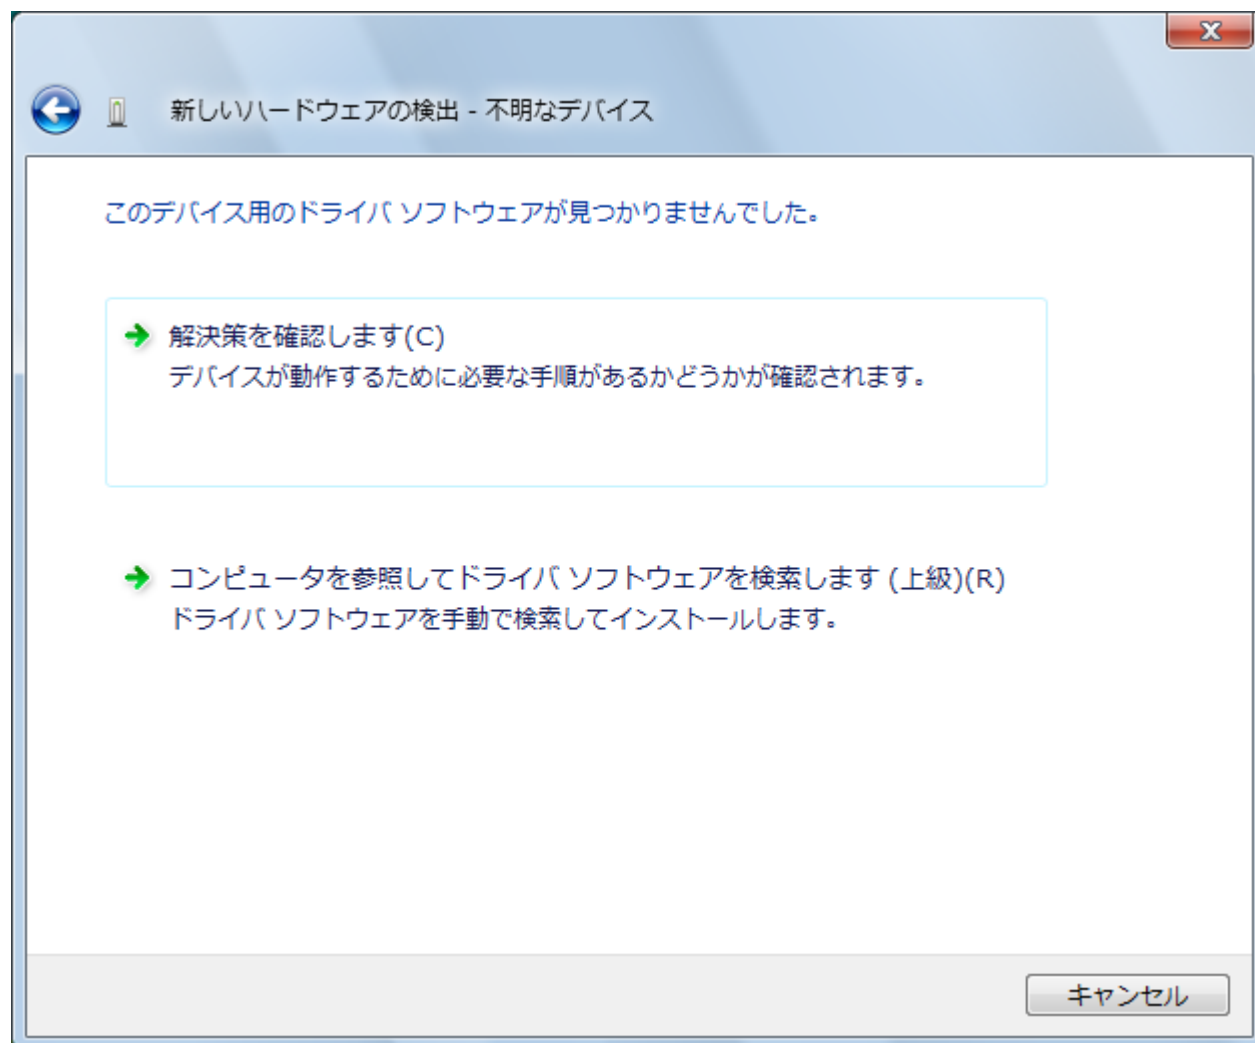 新しいハードウェアの検出 - 不明なデバイス
このデバイス用のドライバ ソフトウェアが見つかりませんでした。
解決策を確認します(C)
デバイスが動作するために必要な手順があるかどうかが確認されます。
コンピュータを参照してドライバ ソフトウェアを検索します (上級)(R)
ドライバ ソフトウェアを手動で検索してインストールします。
キャンセル